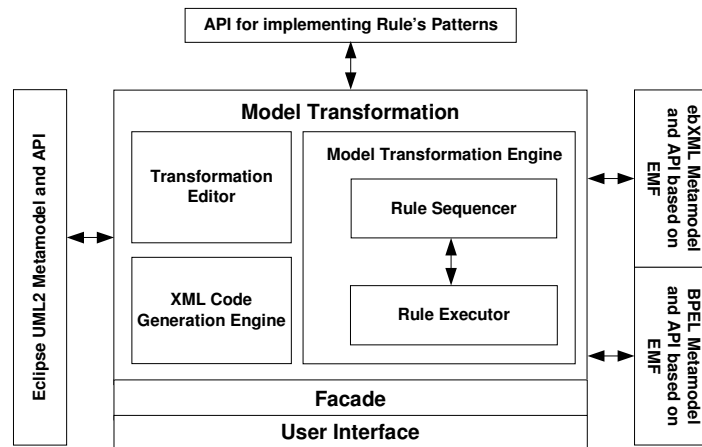 API for implementing Rule's Patterns
Eclipse UML2 Metamodel and API
Model Transformation
Transformation
Editor
XML Code
Generation Engine
Model Transformation Engine
Rule Sequencer
Rule Executor
ebXML Metamodel
and API based on
EMF
BPEL Metamodel
and API based on
EMF
Facade
User Interface